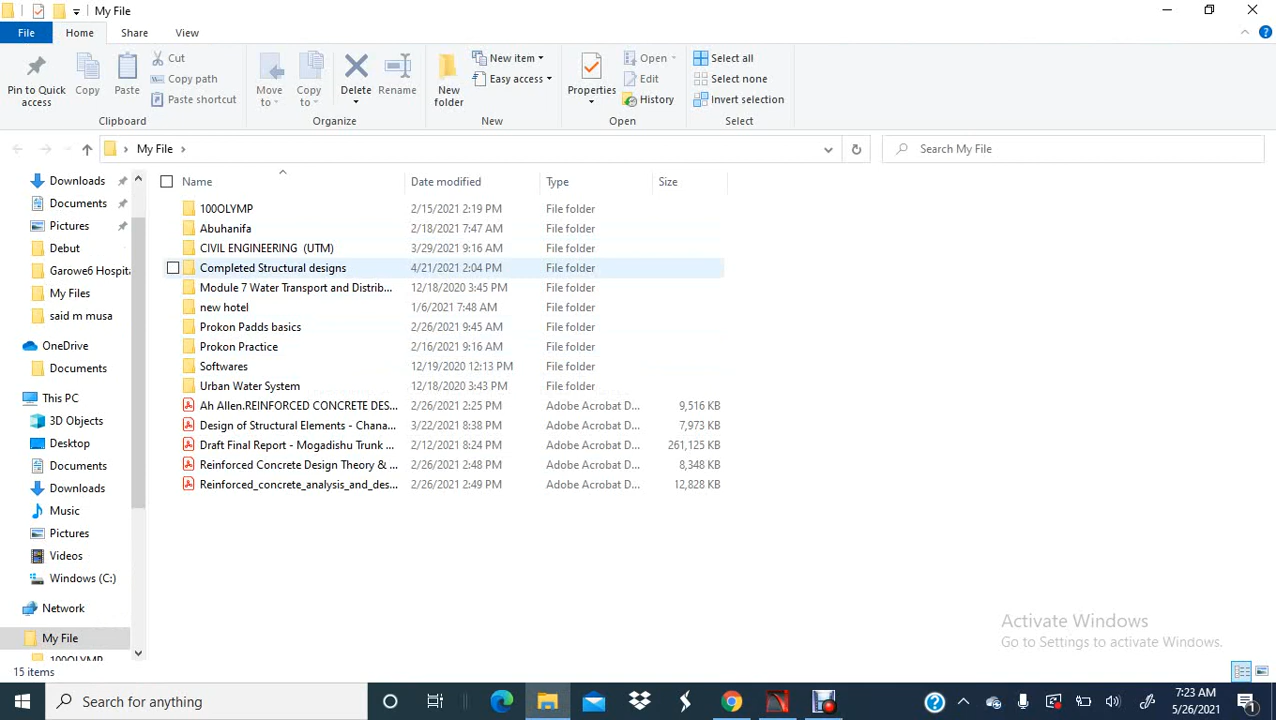 My File
File Home Share View
Pin to Quick access
Copy
Paste
Cut
Copy path
Paste shortcut
Clipboard
Move to
Copy to
Delete
Rename
Organize
New folder
New item
Easy access
New
Properties
Open
Edit
History
Open
Select all
Select none
Invert selection
Select
My File
Search My File
Downloads
Documents
Pictures
Debut
Garowe6 Hospita
My Files
said m musa
OneDrive
Documents
This PC
3D Objects
Desktop
Documents
Downloads
Music
Pictures
Videos
Windows (C:)
Network
My File
100OLYMP
Name Date modified Type Size
100OLYMP 2/15/2021 2:19 PM File folder
Abuhanifa 2/18/2021 7:47 AM File folder
CIVIL ENGINEERING (UTM) 3/29/2021 9:16 AM File folder
Completed Structural designs 4/21/2021 2:04 PM File folder
Module 7 Water Transport and Distrib... 12/18/2020 3:45 PM File folder
new hotel 1/6/2021 7:48 AM File folder
Prokon Padds basics 2/26/2021 9:45 AM File folder
Prokon Practice 2/16/2021 9:16 AM File folder
Softwares 12/19/2020 12:13 PM File folder
Urban Water System 12/18/2020 3:43 PM File folder
Ah Allen.REINFORCED CONCRETE DES... 2/26/2021 2:25 PM Adobe Acrobat D... 9,516 KB
Design of Structural Elements - Chana... 3/22/2021 8:38 PM Adobe Acrobat D... 7,973 KB
Draft Final Report - Mogadishu Trunk ... 2/12/2021 8:24 PM Adobe Acrobat D... 261,125 KB
Reinforced Concrete Design Theory & ... 2/26/2021 2:48 PM Adobe Acrobat D... 8,348 KB
Reinforced_concrete_analysis_and_des... 2/26/2021 2:49 PM Adobe Acrobat D... 12,828 KB
Activate Windows
Go to Settings to activate Windows.
15 items
Search for anything
7:23 AM
5/26/2021
1